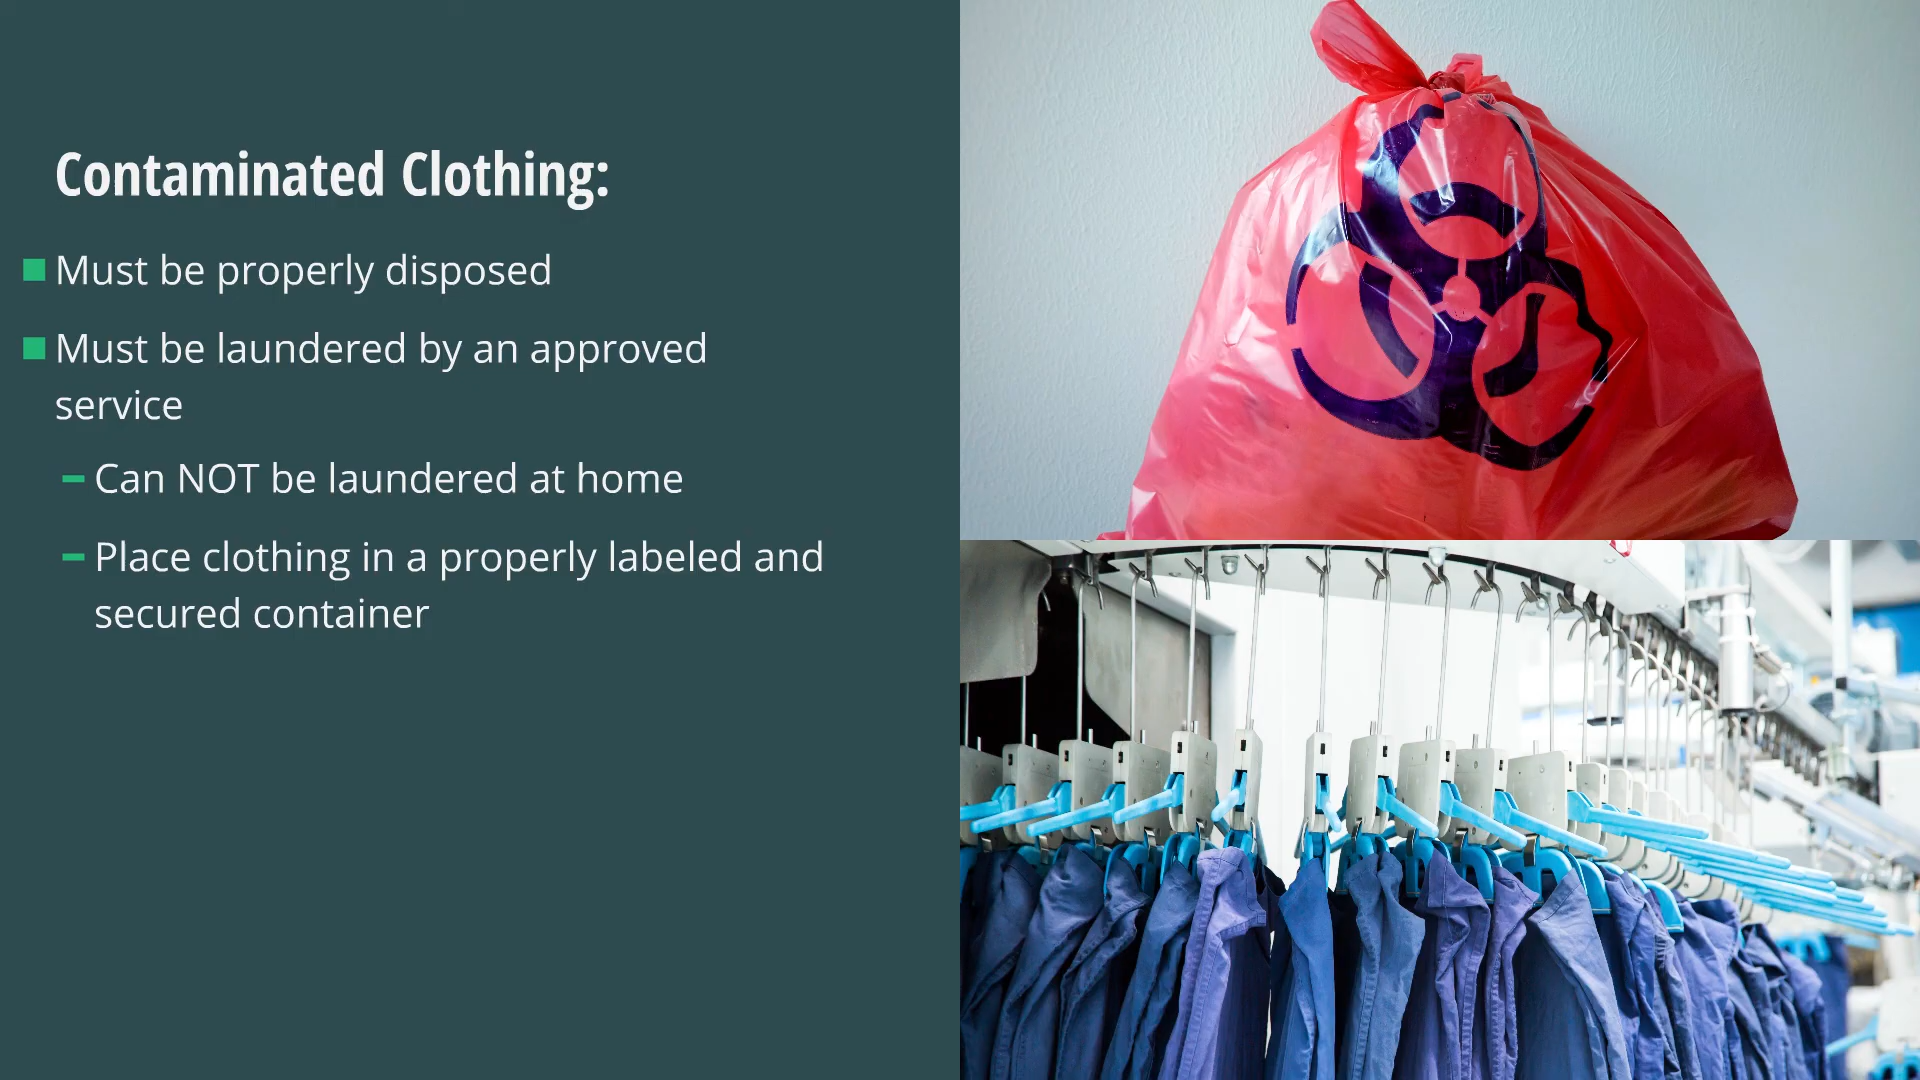 Contaminated Clothing:
Must be properly disposed
Must be laundered by an approved
service
Can NOT be laundered at home
Place clothing in a properly labeled and
secured container